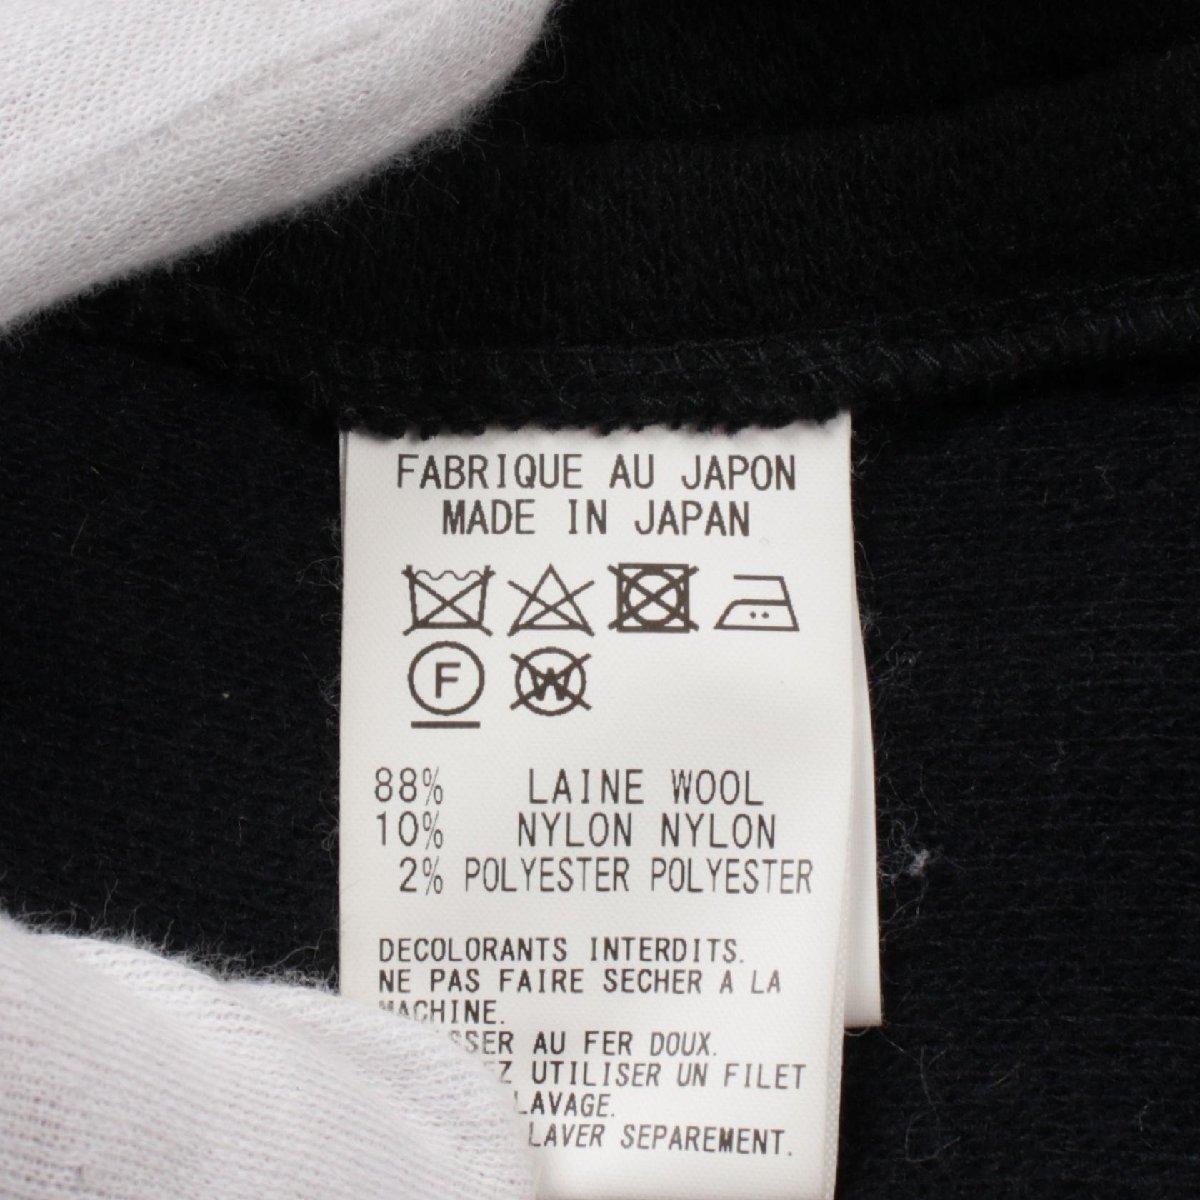 FABRIQUE AU JAPON
MADE IN JAPAN
F W
88% LAINE WOOL
10% NYLON NYLON
2% POLYESTER POLYESTER
DECOLORANTS INTERDITS.
NE PAS FAIRE SECHER A LA
MACHINE.
AU FER DOUX.
UTILISER UN FILET
LAVAGE.
LAVER SEPAREMENT.